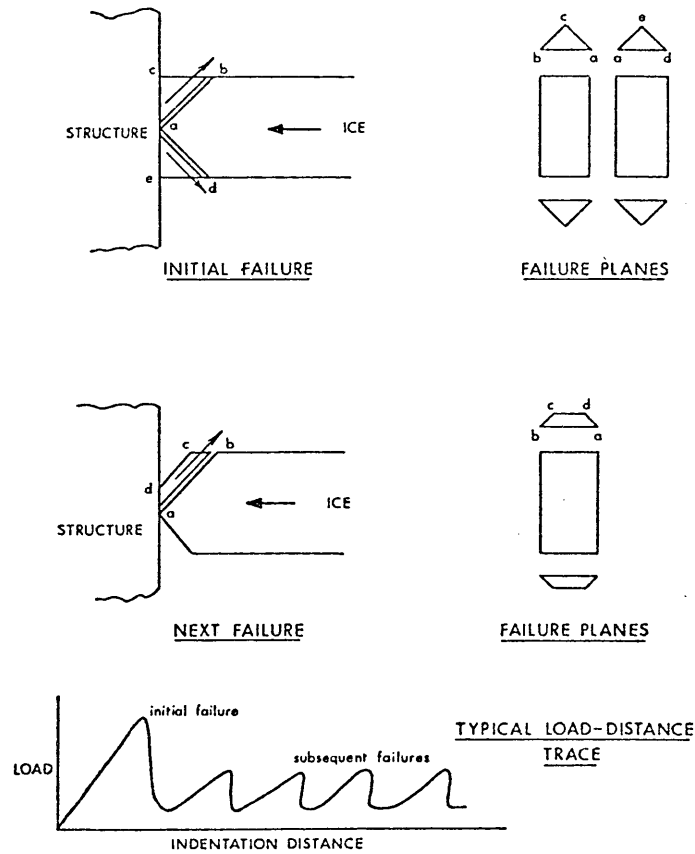 c
b
a
STRUCTURE
ICE
e
d
INITIAL FAILURE
c
b
a
e
a
d
FAILURE PLANES
c
b
d
a
ICE
STRUCTURE
NEXT FAILURE
c
d
b
a
FAILURE PLANES
initial failure
subsequent failures
LOAD
INDENTATION DISTANCE
TYPICAL LOAD-DISTANCE
TRACE